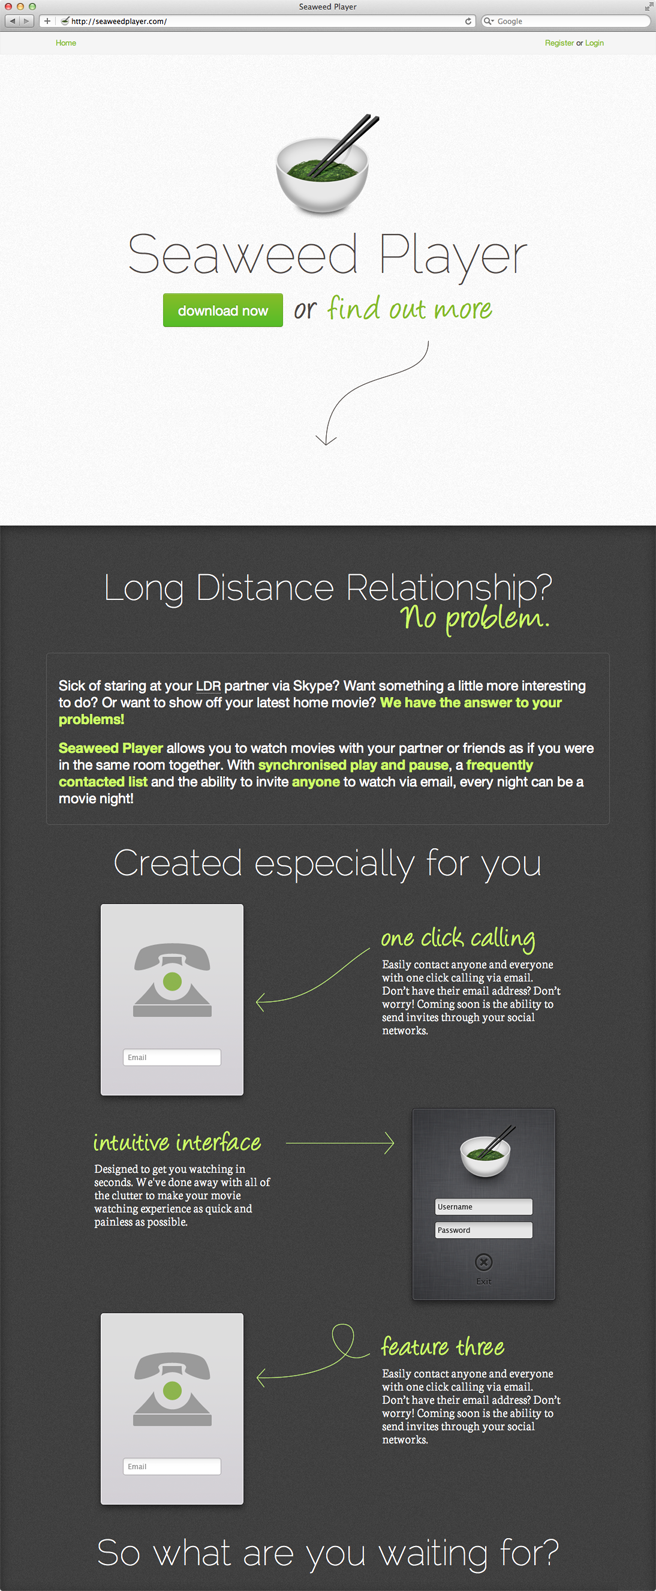 Seaweed Player
http://seaweedplayer.com/
Google
Home
Register or Login
Seaweed Player
download now or find out more
Long Distance Relationship?
No problem.
Sick of staring at your LDR partner via Skype? Want something a little more interesting
to do? Or want to show off your latest home movie? We have the answer to your
problems!
Seaweed Player allows you to watch movies with your partner or friends as if you were
in the same room together. With synchronised play and pause, a frequently
contacted list and the ability to invite anyone to watch via email, every night can be a
movie night!
Created especially for you
one click calling
Easily contact anyone and everyone
with one click calling via email.
Don't have their email address? Don't
worry! Coming soon is the ability to
send invites through your social
networks.
Email
intuitive interface
Designed to get you watching in
seconds. We've done away with all of
the clutter to make your movie
watching experience as quick and
painless as possible.
Username
Password
Exit
feature three
Easily contact anyone and everyone
with one click calling via email.
Don't have their email address? Don't
worry! Coming soon is the ability to
send invites through your social
networks.
Email
So what are you waiting for?